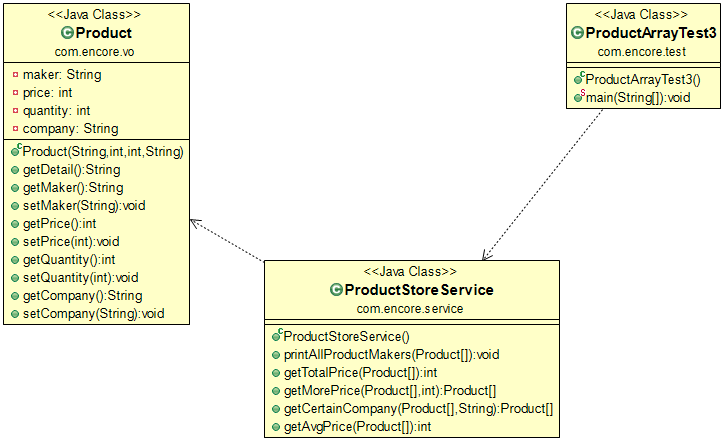 <<Java Class>>
Product
com.encore.vo
maker: String
price: int
quantity: int
company: String
Product(String,int,int,String)
getDetail():String
getMaker():String
setMaker(String):void
getPrice():int
setPrice(int):void
getQuantity():int
setQuantity(int):void
getCompany():String
setCompany(String):void
<<Java Class>>
ProductArrayTest3
com.encore.test
ProductArrayTest3()
main(String[]):void
<<Java Class>>
ProductStoreService
com.encore.service
ProductStoreService()
printAllProductMakers(Product[]):void
getTotalPrice(Product[]):int
getMorePrice(Product[],int):Product[]
getCertainCompany(Product[],String):Product[]
getAvgPrice(Product[]):int